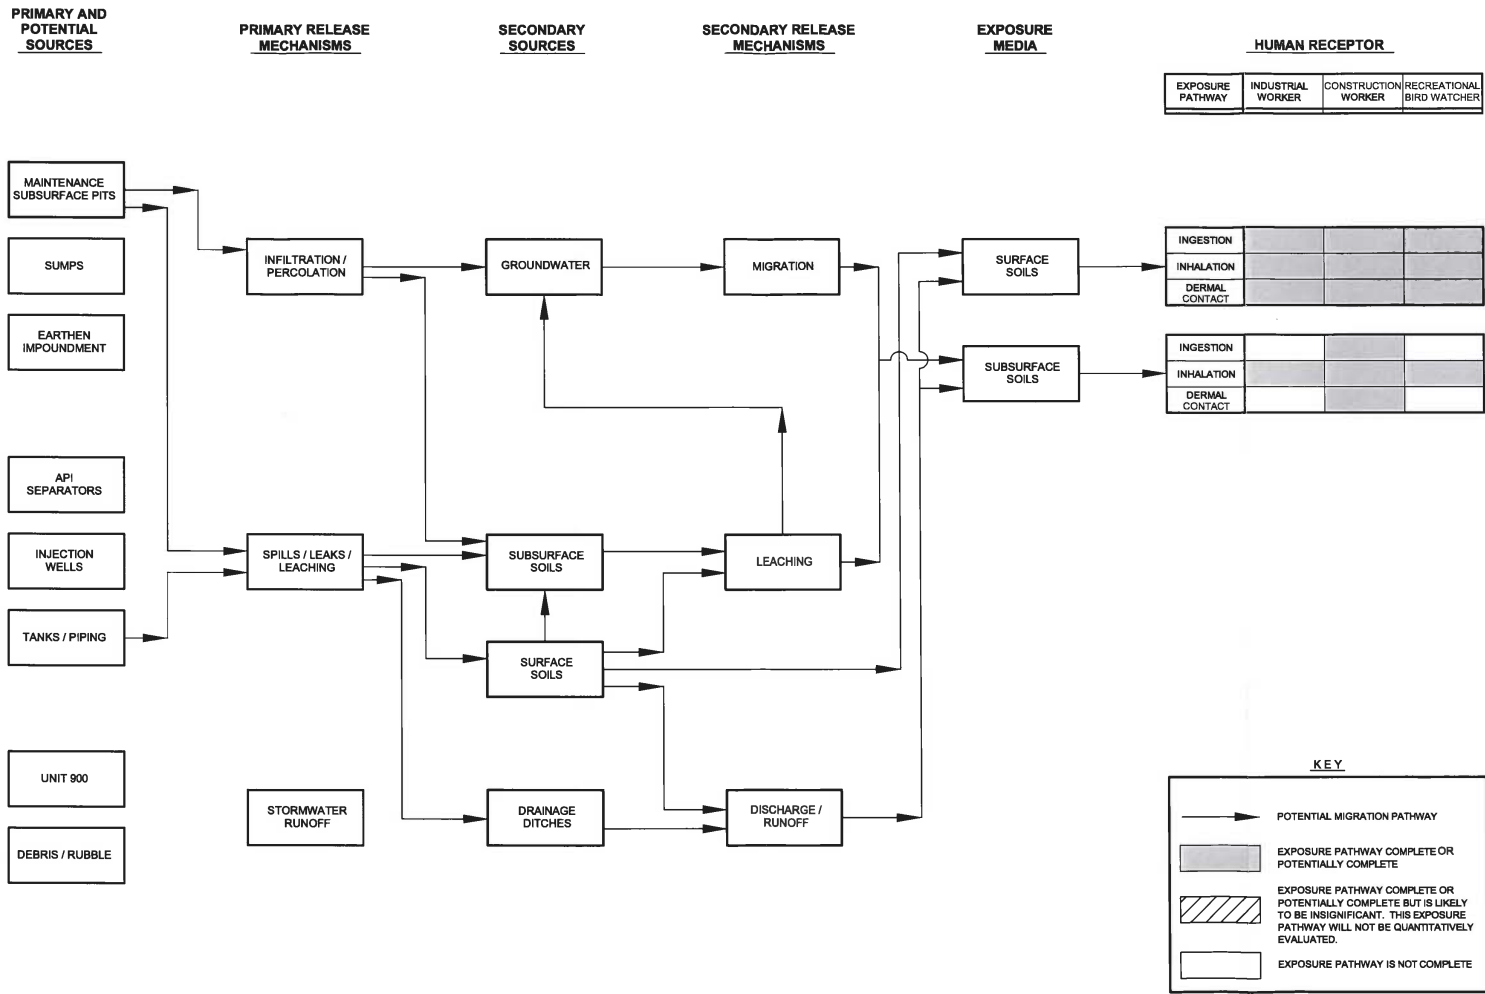 PRIMARY AND
POTENTIAL
SOURCES
PRIMARY RELEASE
MECHANISMS
SECONDARY
SOURCES
SECONDARY RELEASE
MECHANISMS
EXPOSURE
MEDIA
HUMAN RECEPTOR
EXPOSURE
PATHWAY
INDUSTRIAL
WORKER
CONSTRUCTION
WORKER
RECREATIONAL
BIRD WATCHER
MAINTENANCE
SUBSURFACE PITS
SUMPS
EARTHEN
IMPOUNDMENT
API
SEPARATORS
INJECTION
WELLS
TANKS / PIPING
UNIT 900
DEBRIS / RUBBLE
INFILTRATION /
PERCOLATION
SPILLS / LEAKS /
LEACHING
STORMWATER
RUNOFF
GROUNDWATER
SUBSURFACE
SOILS
SURFACE
SOILS
DRAINAGE
DITCHES
MIGRATION
LEACHING
DISCHARGE /
RUNOFF
SURFACE
SOILS
SUBSURFACE
SOILS
INGESTION
INHALATION
DERMAL
CONTACT
INGESTION
INHALATION
DERMAL
CONTACT
KEY
POTENTIAL MIGRATION PATHWAY
EXPOSURE PATHWAY COMPLETE OR
POTENTIALLY COMPLETE
EXPOSURE PATHWAY COMPLETE OR
POTENTIALLY COMPLETE BUT IS LIKELY
TO BE INSIGNIFICANT. THIS EXPOSURE
PATHWAY WILL NOT BE QUANTITATIVELY
EVALUATED.
EXPOSURE PATHWAY IS NOT COMPLETE